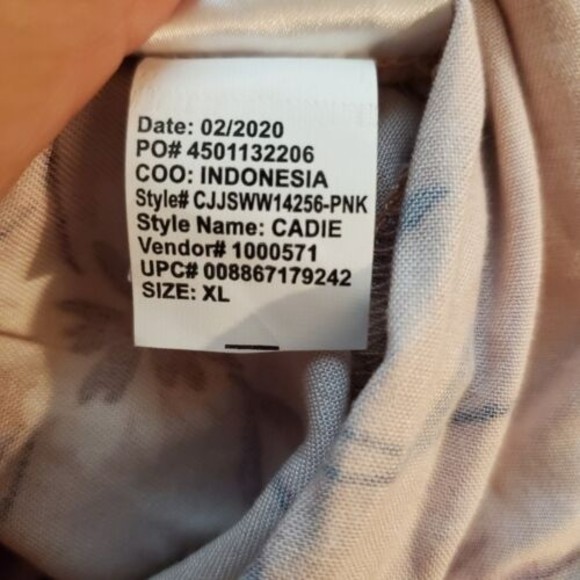 Date: 02/2020
PO# 4501132206
COO: INDONESIA
Style# CJJSWW14256-PNK
Style Name: CADIE
Vendor# 1000571
UPC# 008867179242
SIZE: XL